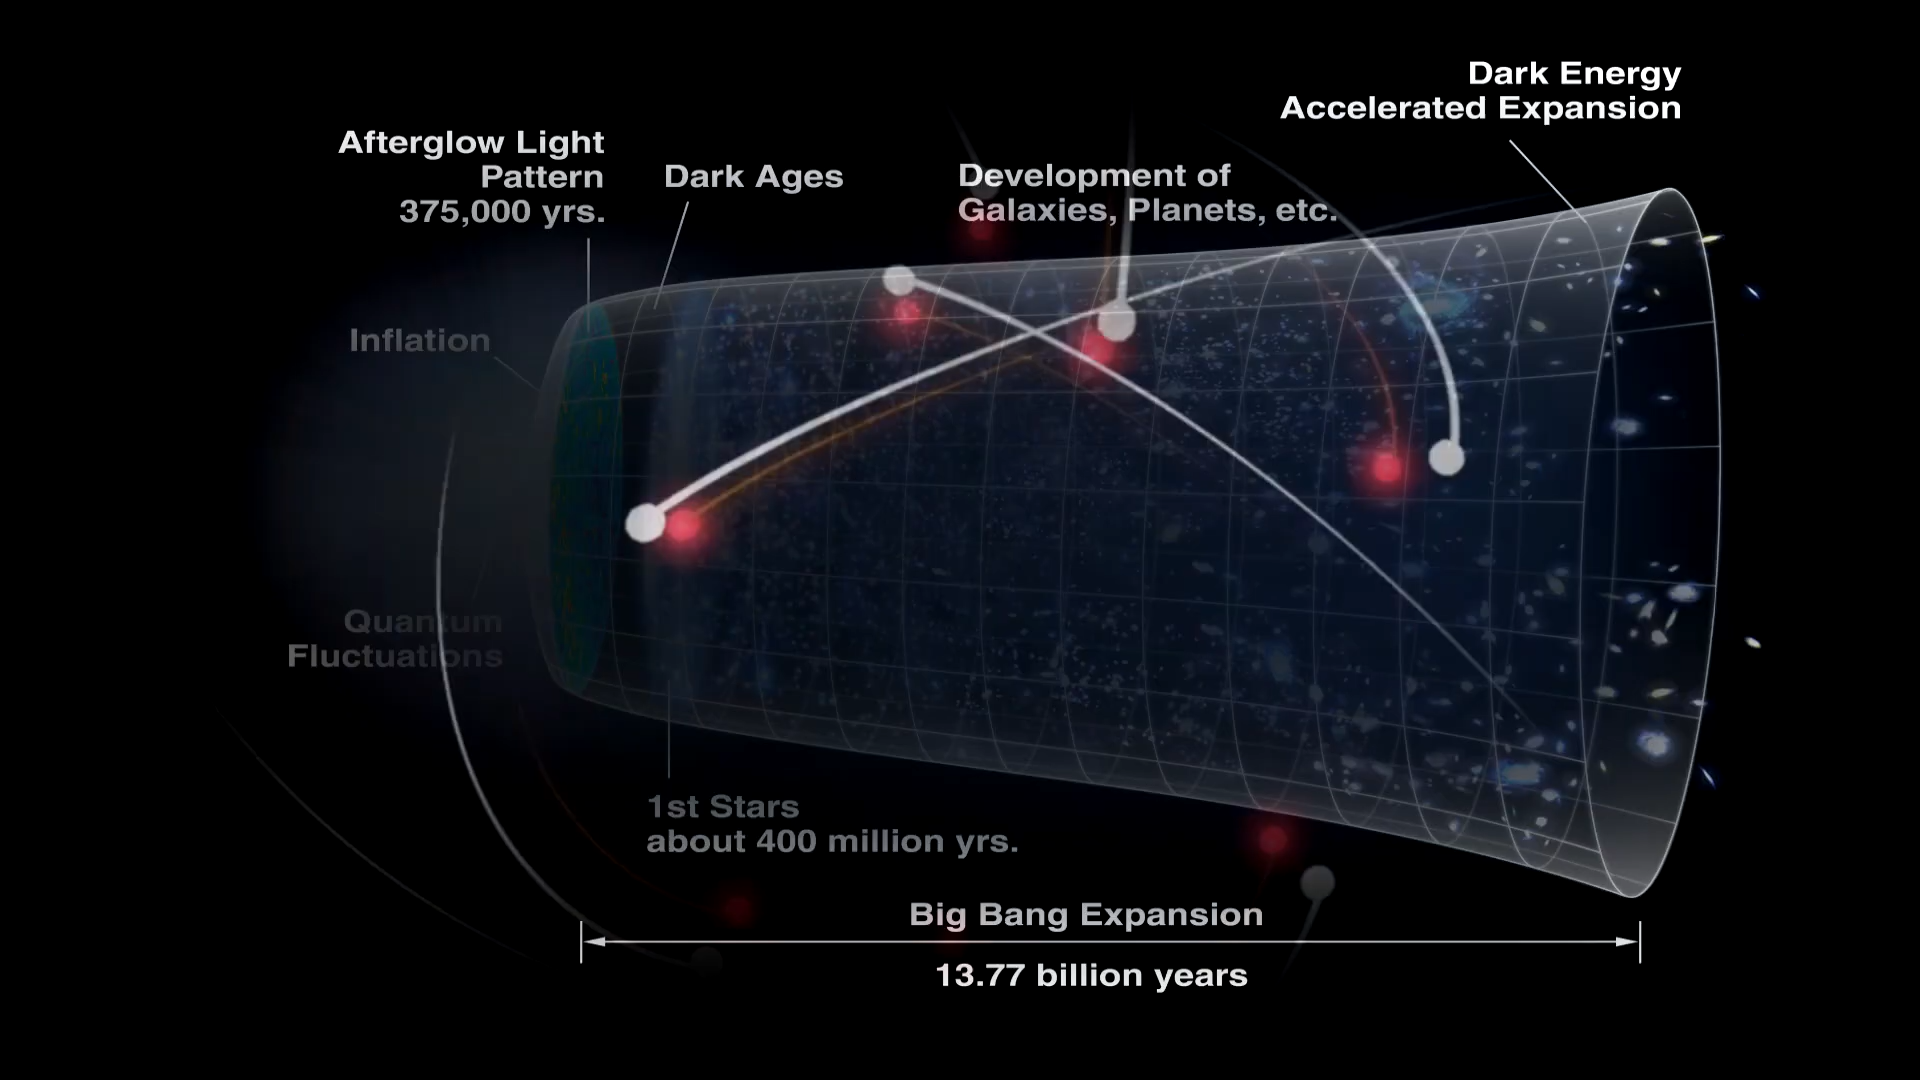 Dark Energy
Accelerated Expansion
Afterglow Light
Pattern
375,000 yrs.
Dark Ages
Development of
Galaxies, Planets, etc.
Inflation
Quantum
Fluctuations
1st Stars
about 400 million yrs.
Big Bang Expansion
13.77 billion years